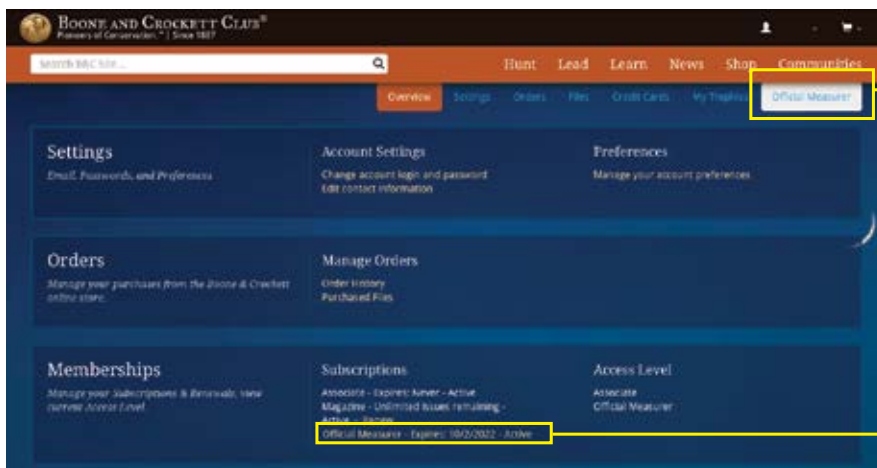 BOONE AND CROCKETT CLUB®
Pioneers of Conservation.™ | Since 1887
Search B&C Site...
Hunt Lead Learn News Shop Communities
Overview Settings Orders Files Credit Cards My Trophies Official Measurer
Settings
Email, Passwords, and Preferences
Account Settings
Change account login and password
Edit contact information
Preferences
Manage your account preferences
Orders
Manage your purchases from the Boone & Crockett
online store.
Manage Orders
Order History
Purchased Files
Memberships
Manage your Subscriptions & Renewals, view
current Access Level
Subscriptions
Associate - Expires: Never - Active
Magazine - Unlimited Issues remaining -
Active - Renew
Official Measurer - Expires: 10/2/2022 - Active
Access Level
Associate
Official Measurer